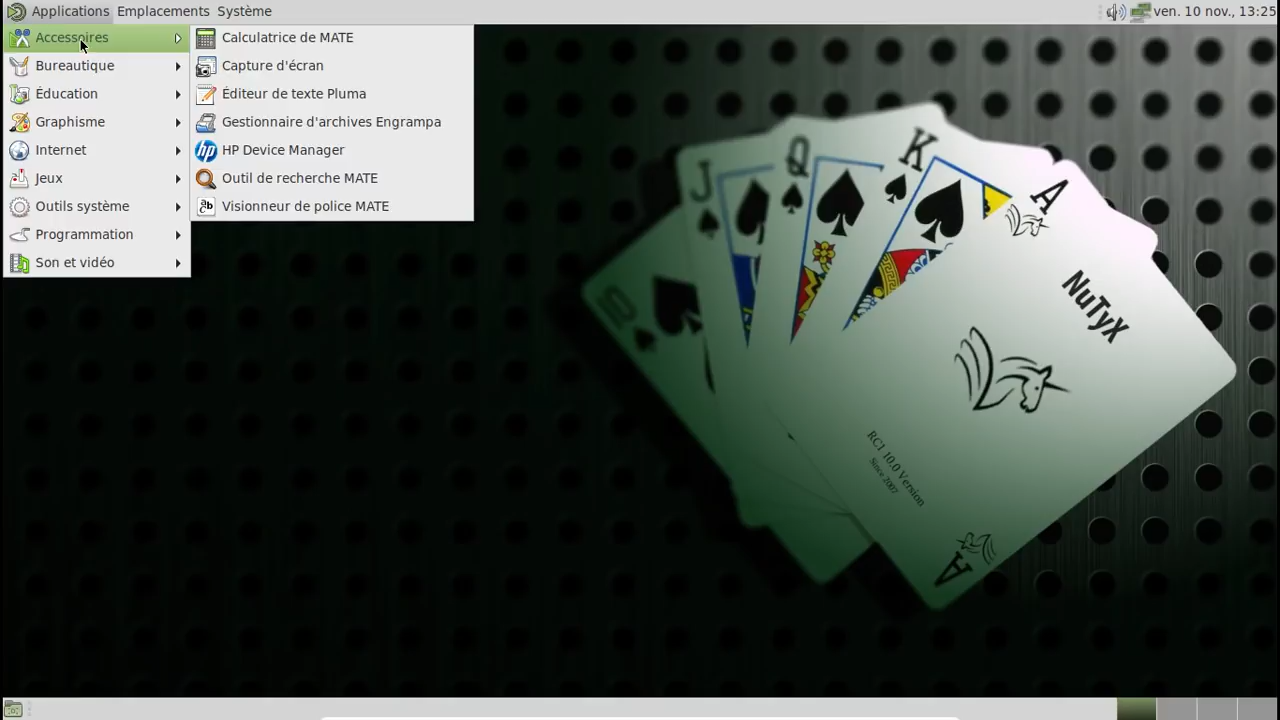 Applications Emplacements Système
ven. 10 nov., 13:25
Accessoires
Bureautique
Éducation
Graphisme
Internet
Jeux
Outils système
Programmation
Son et vidéo
Calculatrice de MATE
Capture d'écran
Éditeur de texte Pluma
Gestionnaire d'archives Engrampa
HP Device Manager
Outil de recherche MATE
Visionneur de police MATE
10
J
Q
K
A
NuTyX
RC1 10.0 Version
Since 2007
A